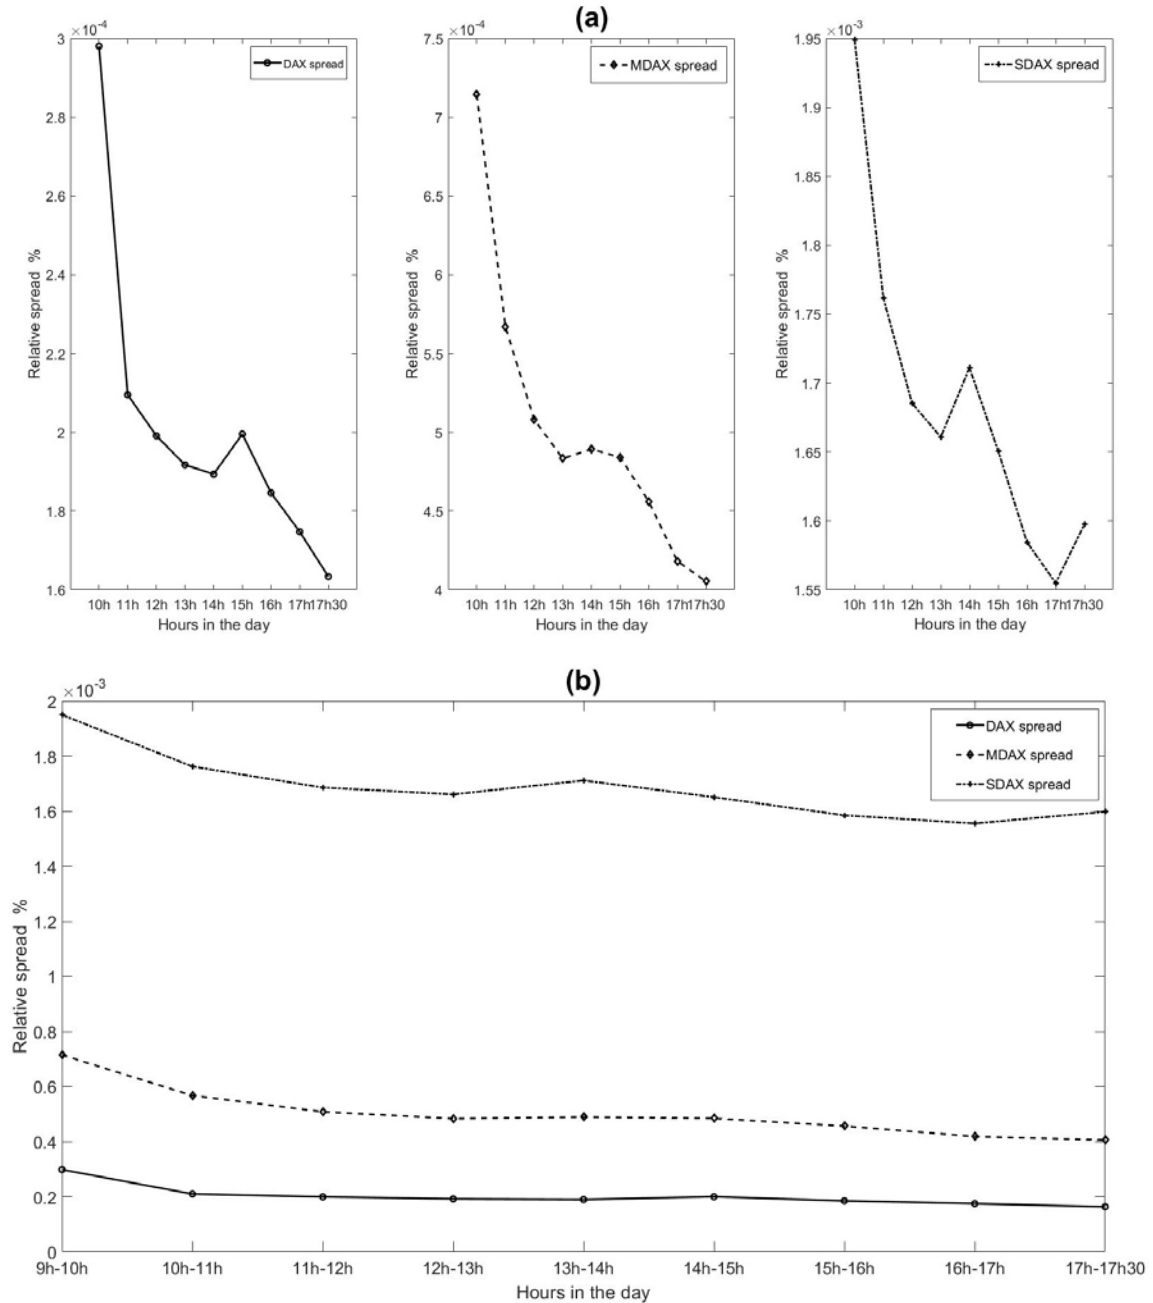 (a)
×10⁻⁴
3
2.8
2.6
2.4
2.2
2
1.8
1.6
Relative spread %
DAX spread
10h 11h 12h 13h 14h 15h 16h 17h17h30
Hours in the day
×10⁻⁴
7.5
7
6.5
6
5.5
5
4.5
4
Relative spread %
MDAX spread
10h 11h 12h 13h 14h 15h 16h 17h17h30
Hours in the day
×10⁻³
1.95
1.9
1.85
1.8
1.75
1.7
1.65
1.6
1.55
Relative spread %
SDAX spread
10h 11h 12h 13h 14h 15h 16h 17h17h30
Hours in the day
(b)
×10⁻³
2
1.8
1.6
1.4
1.2
1
0.8
0.6
0.4
0.2
0
Relative spread %
DAX spread
MDAX spread
SDAX spread
9h-10h 10h-11h 11h-12h 12h-13h 13h-14h 14h-15h 15h-16h 16h-17h 17h-17h30
Hours in the day